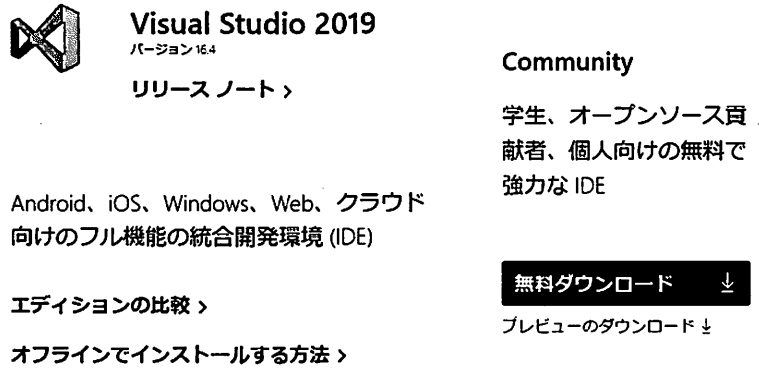 Visual Studio 2019
バージョン 16.4
リリース ノート >
Android、iOS、Windows、Web、クラウド
向けのフル機能の統合開発環境 (IDE)
エディションの比較 >
オフラインでインストールする方法 >
Community
学生、オープンソース貢
献者、個人向けの無料で
強力な IDE
無料ダウンロード ↓
プレビューのダウンロード ↓